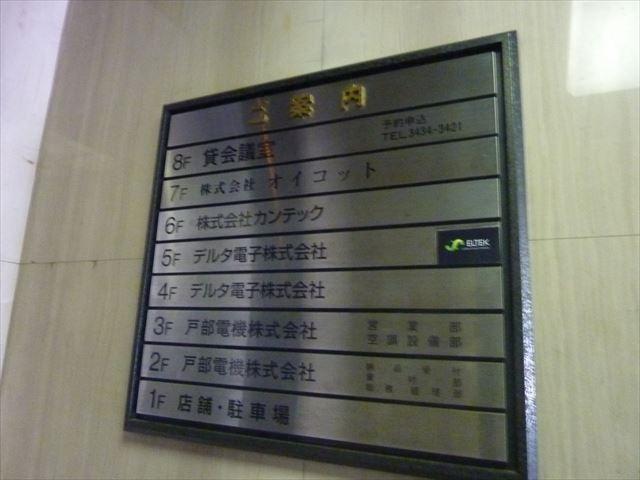 ご案内
8F 貸会議室 予約申込 TEL.3434-3421
7F 株式会社 オイコット
6F 株式会社カンテック
5F デルタ電子株式会社 ELTEK
4F デルタ電子株式会社
3F 戸部電機株式会社 営業部
空調設備部
2F 戸部電機株式会社
1F 店舗・駐車場